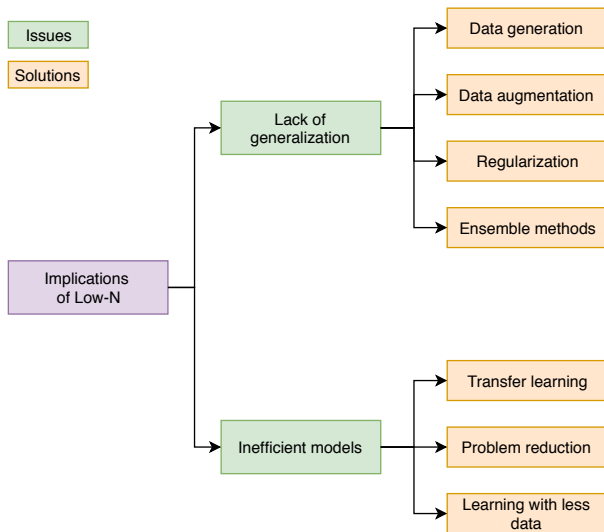 Issues
Solutions
Implications
of Low-N
Lack of
generalization
Data generation
Data augmentation
Regularization
Ensemble methods
Inefficient models
Transfer learning
Problem reduction
Learning with less
data